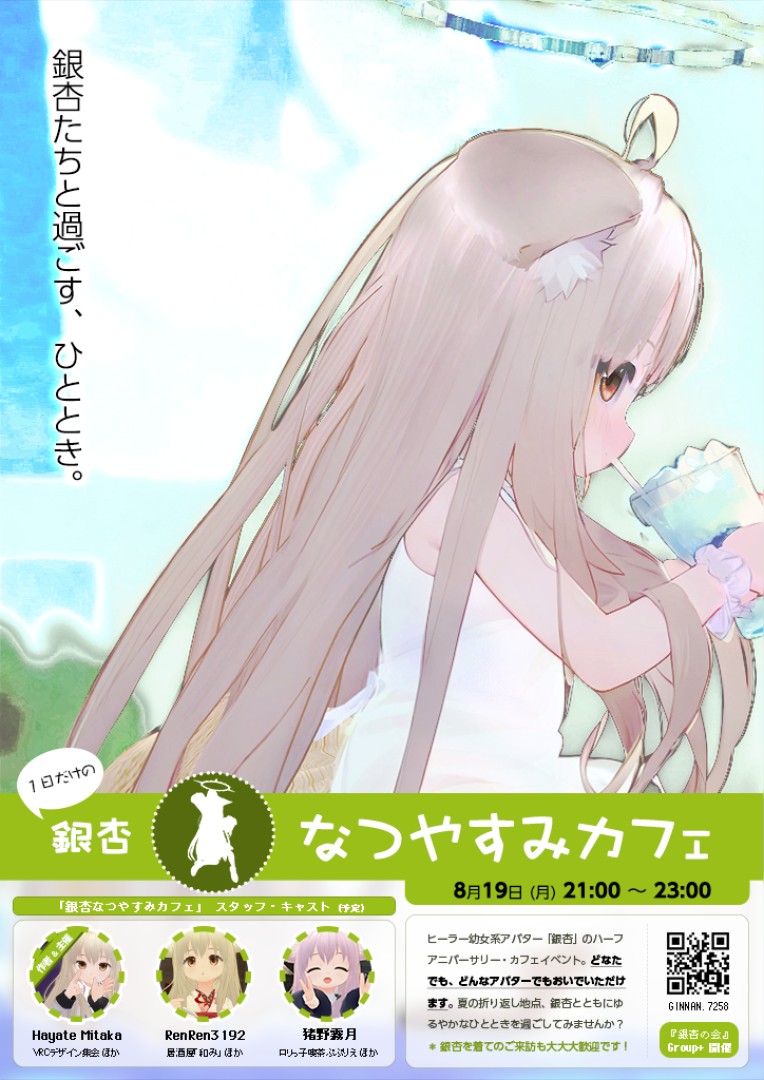 銀杏たちと過ごす、ひととき。
1日だけの
銀杏 なつやすみカフェ
8月19日 (月) 21:00 ～ 23:00
「銀杏なつやすみカフェ」 スタッフ・キャスト (予定)
作者 & 主催
Hayate Mitaka
VRCデザイン集会 ほか
RenRen3192
居酒屋「和み」 ほか
猪野霧月
ロリっ子喫茶ぷぷりえ ほか
ヒーラー幼女系アバター「銀杏」のハーフ
アニバーサリー・カフェイベント。どなた
でも、どんなアバターでもおいでいただけ
ます。夏の折り返し地点、銀杏とともにゆ
るやかなひとときを過ごしてみませんか？
* 銀杏を着てのご来訪も大大大歓迎です！
GINNAN.7258
『銀杏の会』
Group+ 開催